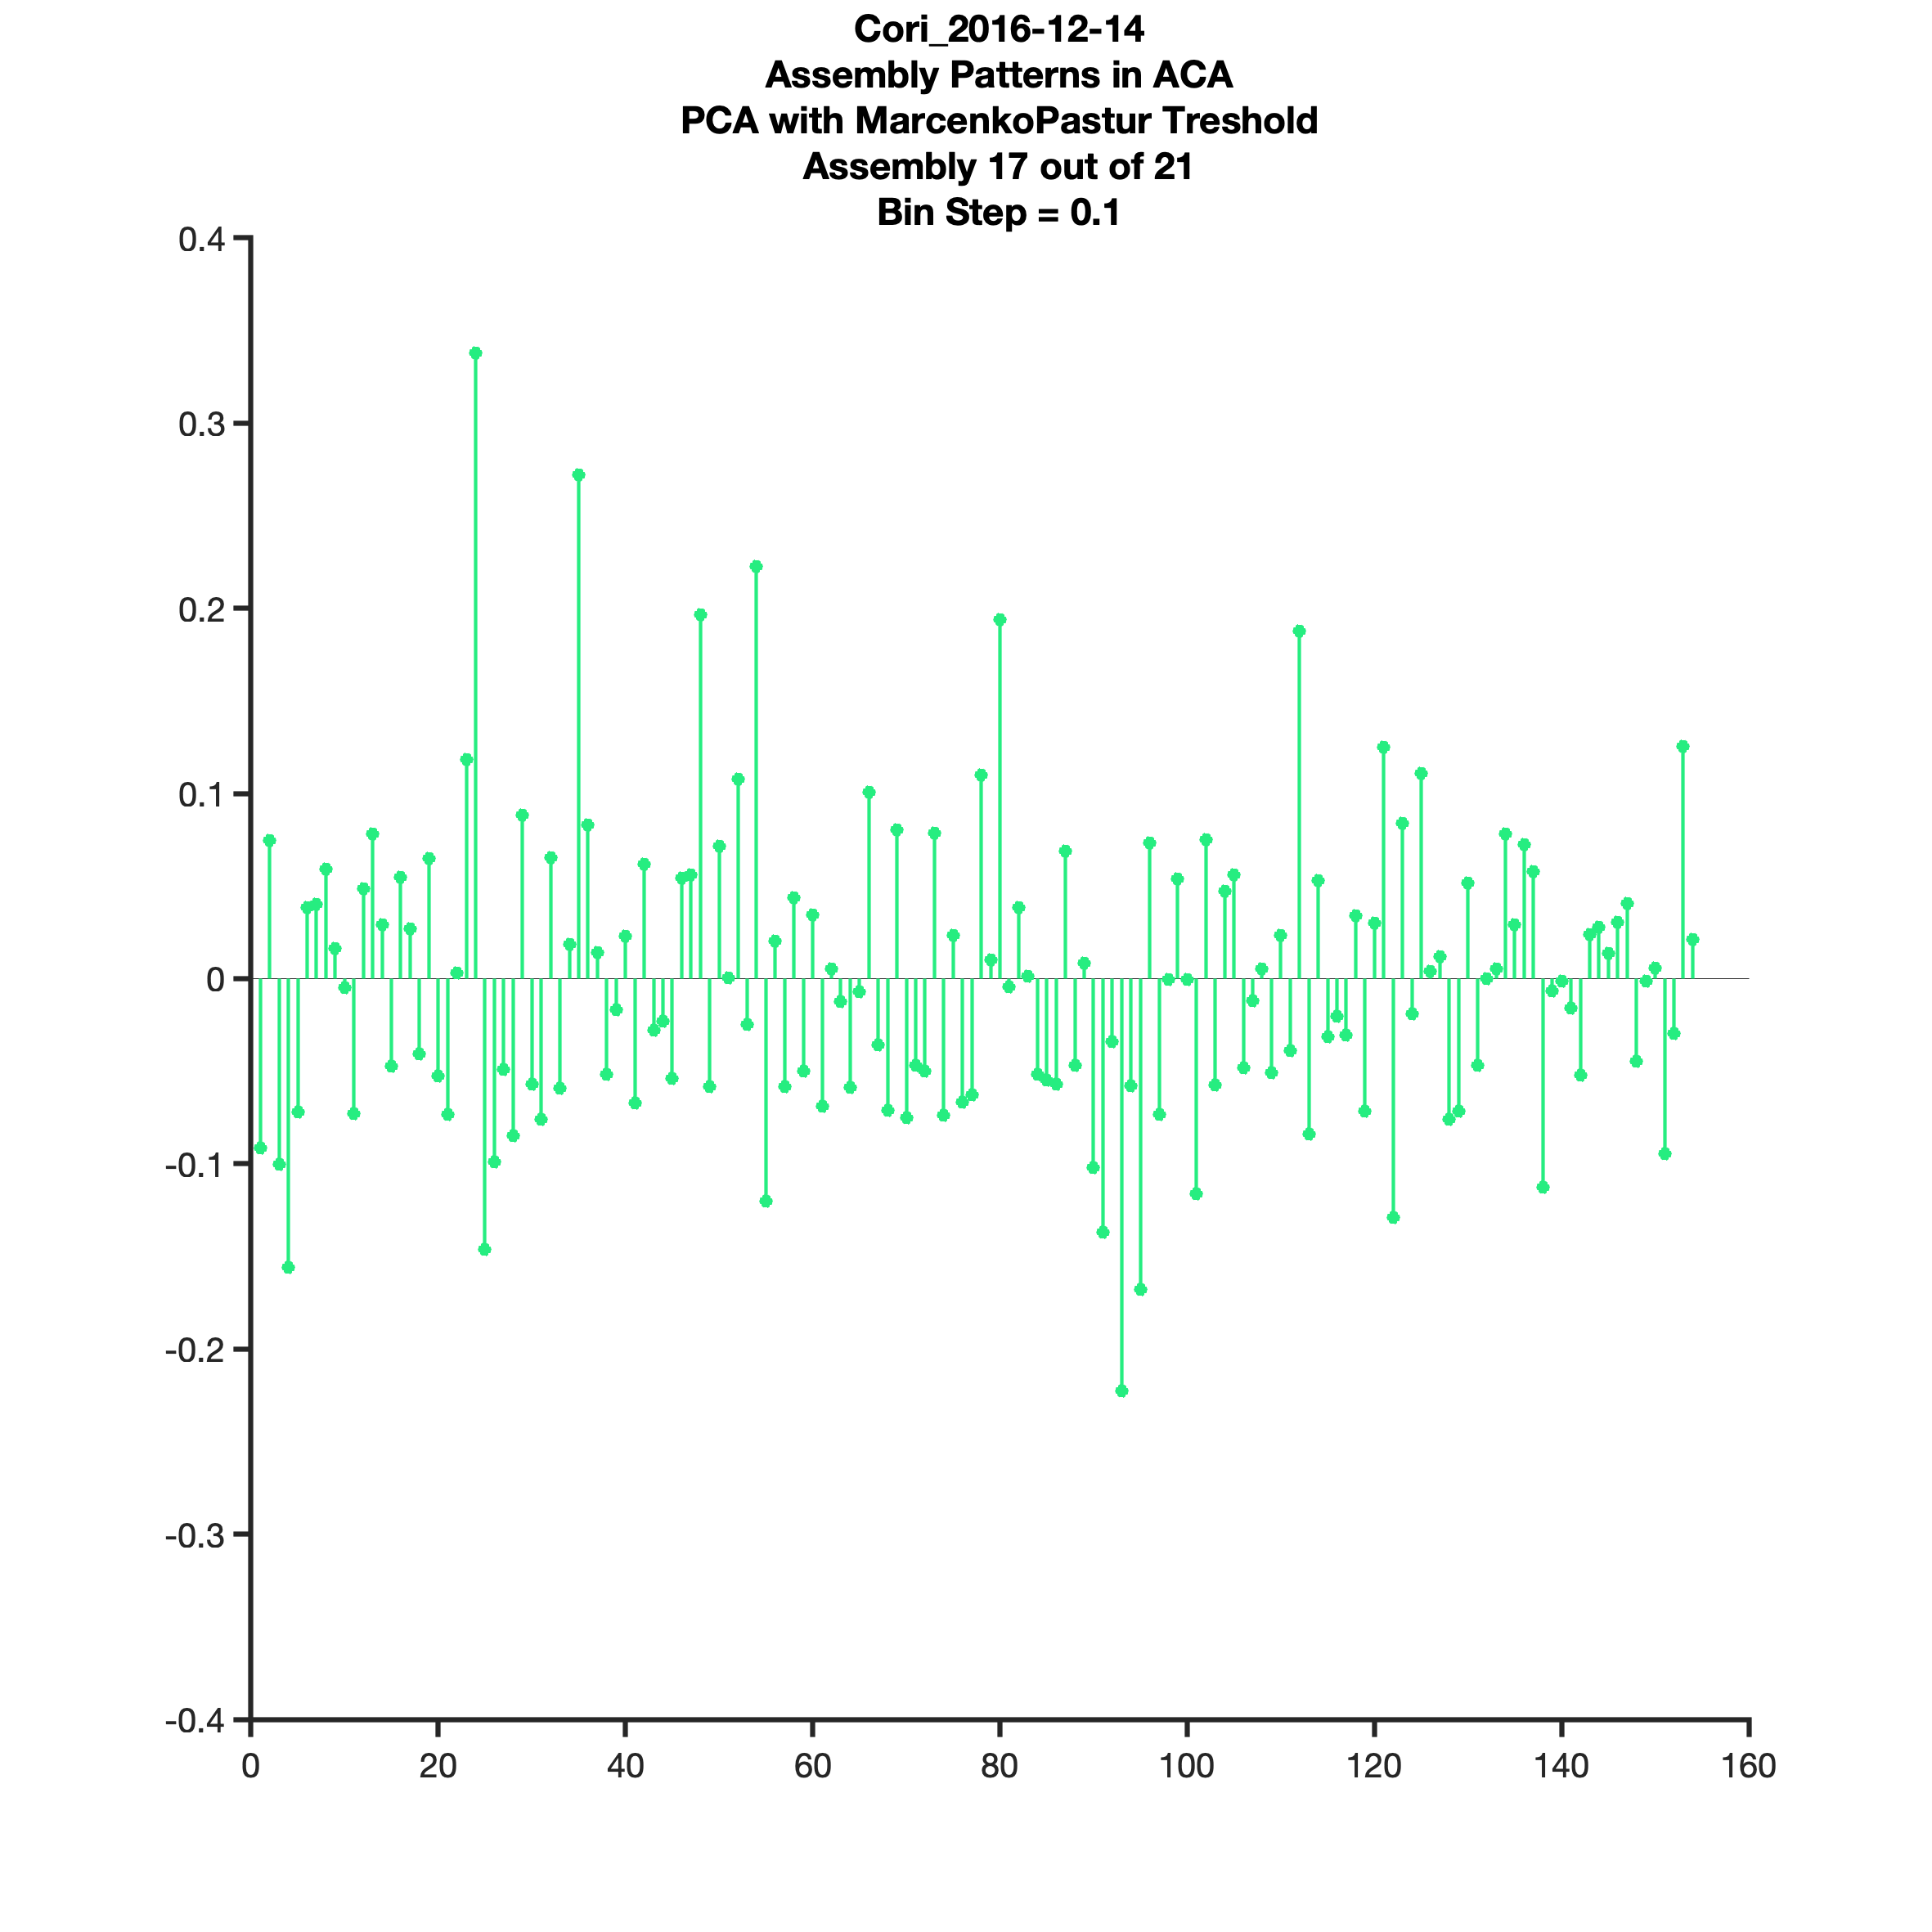 Cori_2016-12-14
Assembly Patterns in ACA
PCA with MarcenkoPastur Treshold
Assembly 17 out of 21
Bin Step = 0.1
0.4
0.3
0.2
0.1
0
-0.1
-0.2
-0.3
-0.4
0 20 40 60 80 100 120 140 160